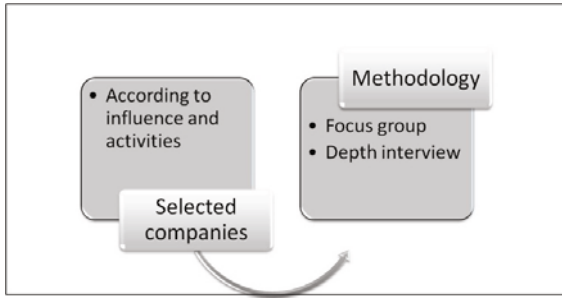 • According to
influence and
activities
Selected
companies
Methodology
• Focus group
• Depth interview